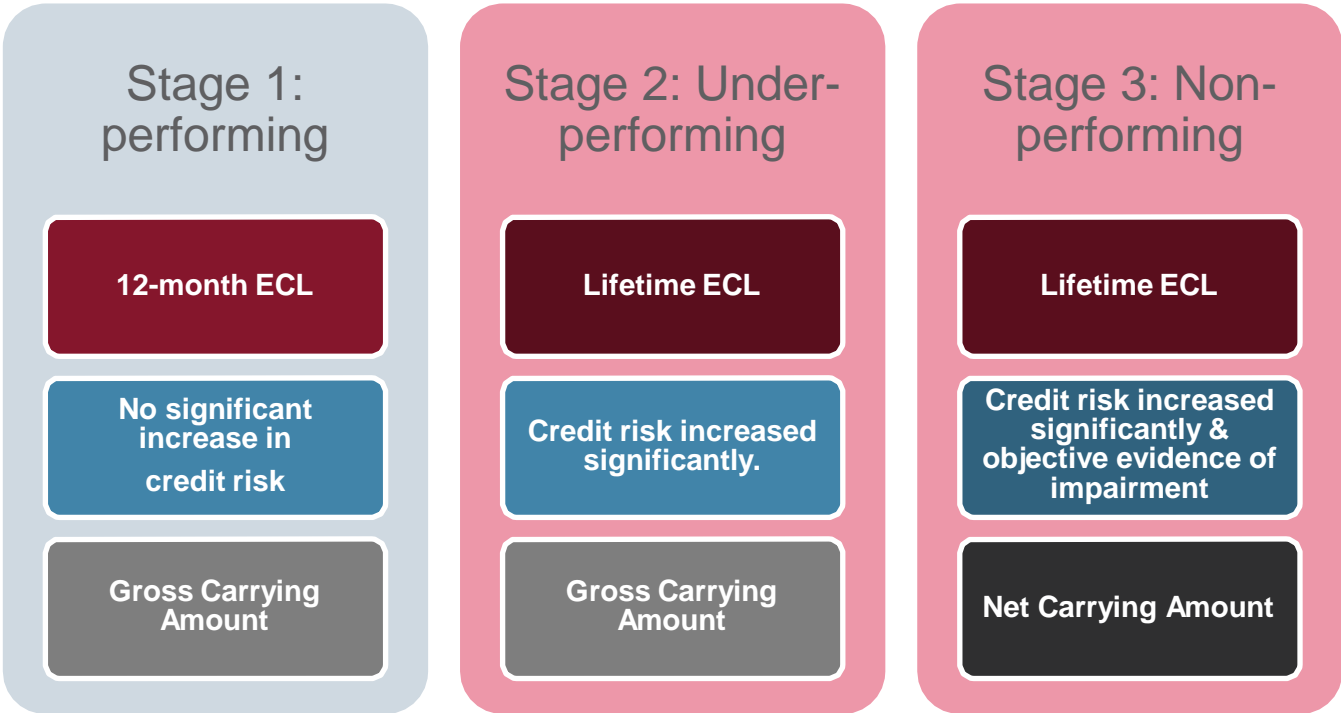 Stage 1:
performing
12-month ECL
No significant
increase in
credit risk
Gross Carrying
Amount
Stage 2: Under-
performing
Lifetime ECL
Credit risk increased
significantly.
Gross Carrying
Amount
Stage 3: Non-
performing
Lifetime ECL
Credit risk increased
significantly &
objective evidence of
impairment
Net Carrying Amount